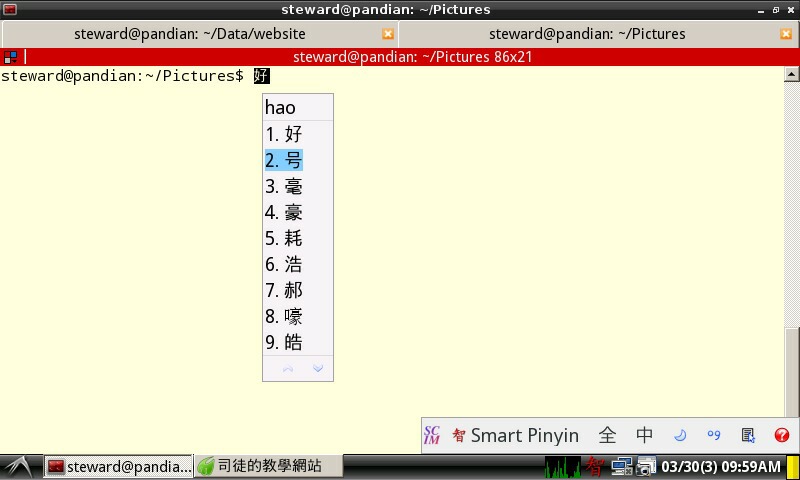 steward@pandian: ~/Pictures
steward@pandian: ~/Data/website
steward@pandian: ~/Pictures
steward@pandian: ~/Pictures 86x21
steward@pandian:~/Pictures$ 好
hao
1. 好
2. 号
3. 毫
4. 豪
5. 耗
6. 浩
7. 郝
8. 嚎
9. 皓
SCIM 智 Smart Pinyin 全 中
steward@pandia... 司徒的教學網站 智 03/30(3) 09:59AM